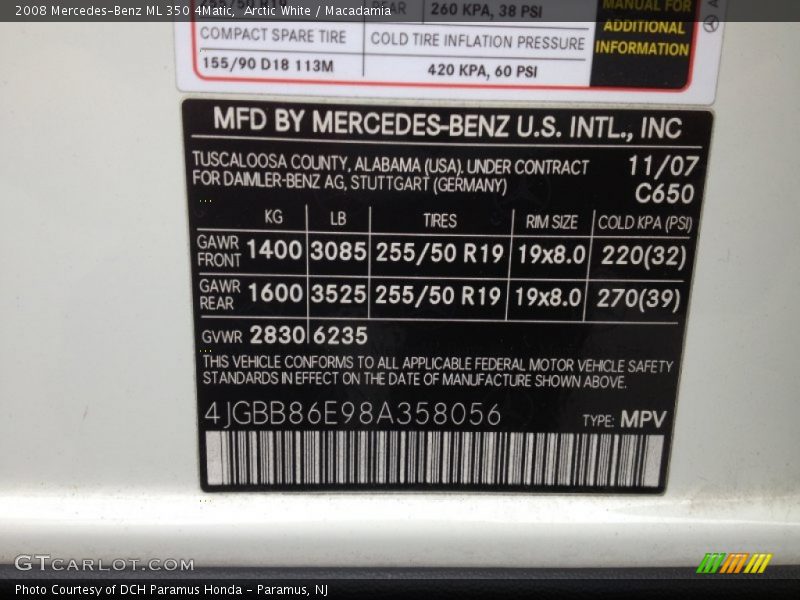 2008 Mercedes-Benz ML 350 4Matic,  Arctic White / Macadamia
255/50 R19 REAR 260 KPA, 38 PSI
MANUAL FOR
ADDITIONAL
INFORMATION
COMPACT SPARE TIRE COLD TIRE INFLATION PRESSURE
155/90 D18 113M 420 KPA, 60 PSI
MFD BY MERCEDES-BENZ U.S. INTL., INC
TUSCALOOSA COUNTY, ALABAMA (USA), UNDER CONTRACT 11/07
FOR DAIMLER-BENZ AG, STUTTGART (GERMANY) C650
KG LB TIRES RIM SIZE COLD KPA (PSI)
GAWR FRONT 1400 3085 255/50 R19 19x8.0 220(32)
GAWR REAR 1600 3525 255/50 R19 19x8.0 270(39)
GVWR 2830 6235
THIS VEHICLE CONFORMS TO ALL APPLICABLE FEDERAL MOTOR VEHICLE SAFETY
STANDARDS IN EFFECT ON THE DATE OF MANUFACTURE SHOWN ABOVE.
4JGBB86E98A358056 TYPE: MPV
GTCARLOT.COM
Photo Courtesy of DCH Paramus Honda - Paramus, NJ